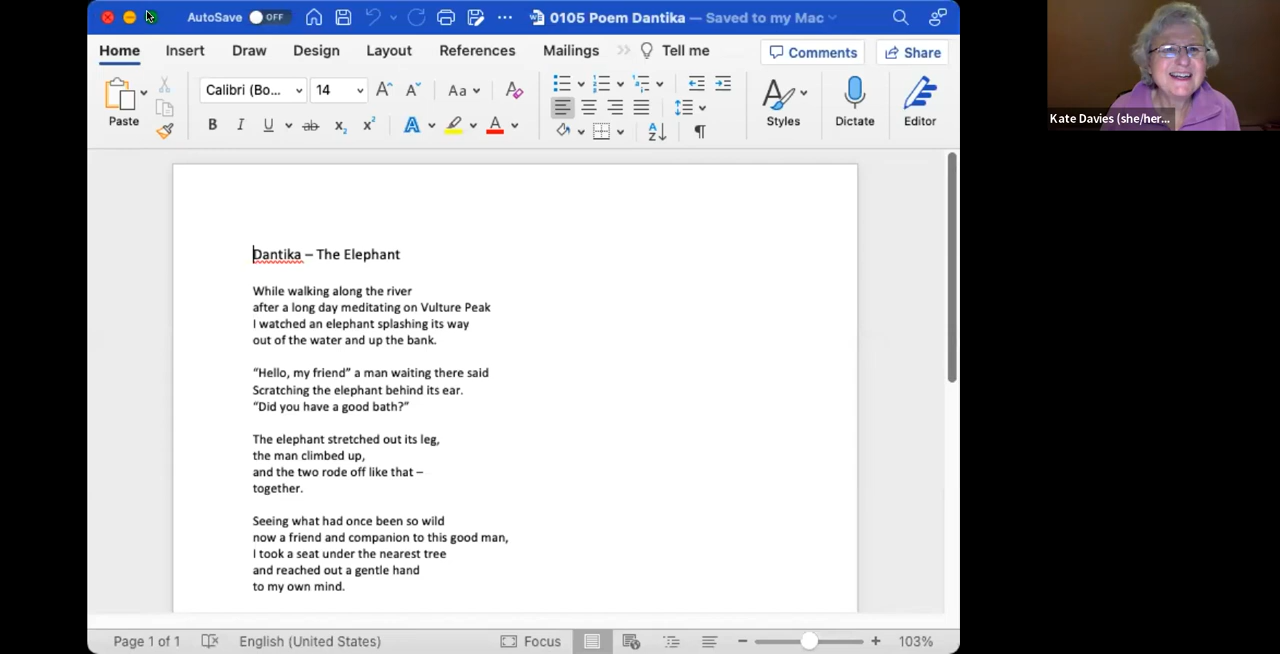 AutoSave OFF 0105 Poem Dantika — Saved to my Mac
Home Insert Draw Design Layout References Mailings Tell me Comments Share
Calibri (Bo... 14 Aa
Paste Styles Dictate Editor
Kate Davies (she/her...
Dantika – The Elephant
While walking along the river
after a long day meditating on Vulture Peak
I watched an elephant splashing its way
out of the water and up the bank.
“Hello, my friend” a man waiting there said
Scratching the elephant behind its ear.
“Did you have a good bath?”
The elephant stretched out its leg,
the man climbed up,
and the two rode off like that –
together.
Seeing what had once been so wild
now a friend and companion to this good man,
I took a seat under the nearest tree
and reached out a gentle hand
to my own mind.
Page 1 of 1 English (United States) Focus 103%